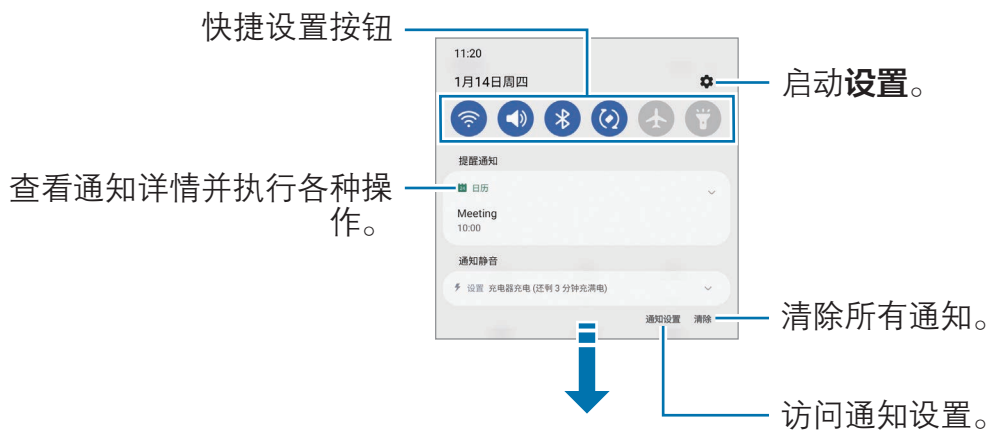 快捷设置按钮
11:20
1月14日周四
启动设置。
提醒通知
查看通知详情并执行各种操
作。
日历
Meeting
10:00
通知静音
设置 充电器充电 (还剩 3 分钟充满电)
通知设置 清除
清除所有通知。
访问通知设置。